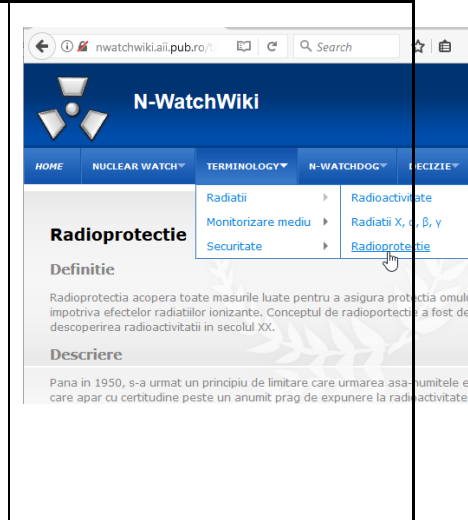 nwatchwiki.aii.pub.ro/t
Search
N-WatchWiki
HOME NUCLEAR WATCH TERMINOLOGY N-WATCHDOG DECIZIE
Radiatii Radioactivitate
Monitorizare mediu Radiatii X, α, β, γ
Securitate Radioprotectie
Radioprotectie
Definitie
Radioprotectia acopera toate masurile luate pentru a asigura protectia omulu
impotriva efectelor radiatiilor ionizante. Conceptul de radioportectie a fost de
descoperirea radioactivitatii in secolul XX.
Descriere
Pana in 1950, s-a urmat un principiu de limitare care urmarea asa-numitele e
care apar cu certitudine peste un anumit prag de expunere la radioactivitate